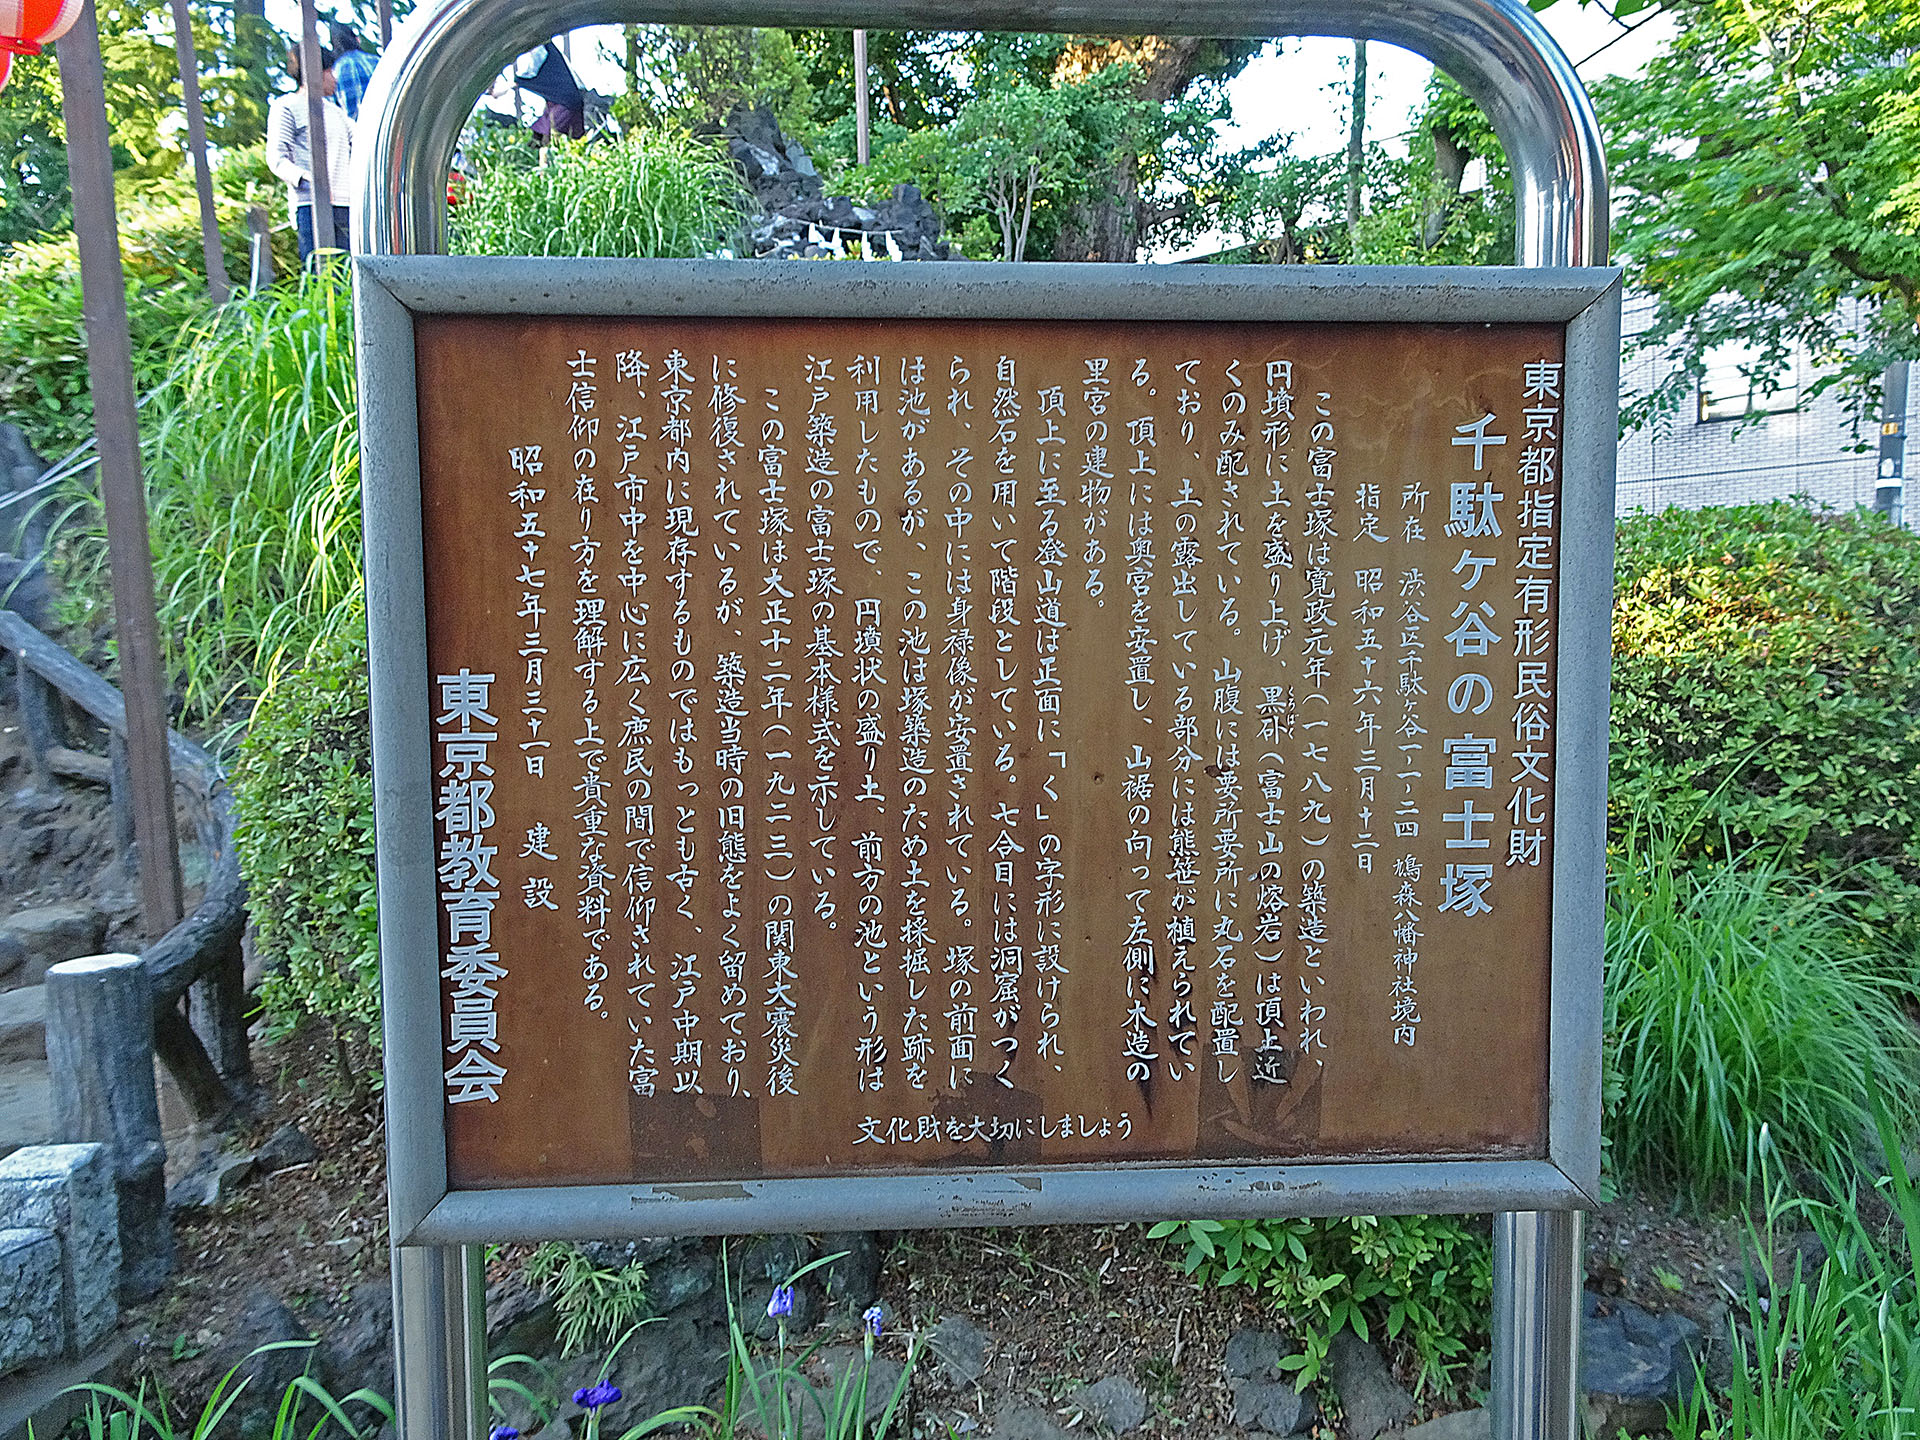 東京都指定有形民俗文化財
千駄ヶ谷の富士塚
所在 渋谷区千駄ヶ谷一ー一ー二四 鳩森八幡神社境内
指定 昭和五十六年三月十二日
この富士塚は寛政元年(一七八九)の築造といわれ、
円墳形に土を盛り上げ、黒砕(富士山の熔岩)は頂上近
くろぼく
くのみ配されている。山腹には要所要所に丸石を配置し
ており、土の露出している部分には熊笹が植えられてい
る。頂上には奥宮を安置し、山裾の向って左側に木造の
里宮の建物がある。
頂上に至る登山道は正面に「く」の字形に設けられ、
自然石を用いて階段としている。七合目には洞窟がつく
られ、その中には身禄像が安置されている。塚の前面に
は池があるが、この池は塚築造のため土を採掘した跡を
利用したもので、円墳状の盛り土、前方の池という形は
江戸築造の富士塚の基本様式を示している。
この富士塚は大正十二年(一九二三)の関東大震災後
に修復されているが、築造当時の旧態をよく留めており、
東京都内に現存するものではもっとも古く、江戸中期以
降、江戸市中を中心に広く庶民の間で信仰されていた富
士信仰の在り方を理解する上で貴重な資料である。
昭和五十七年三月三十一日 建設
東京都教育委員会
文化財を大切にしましょう